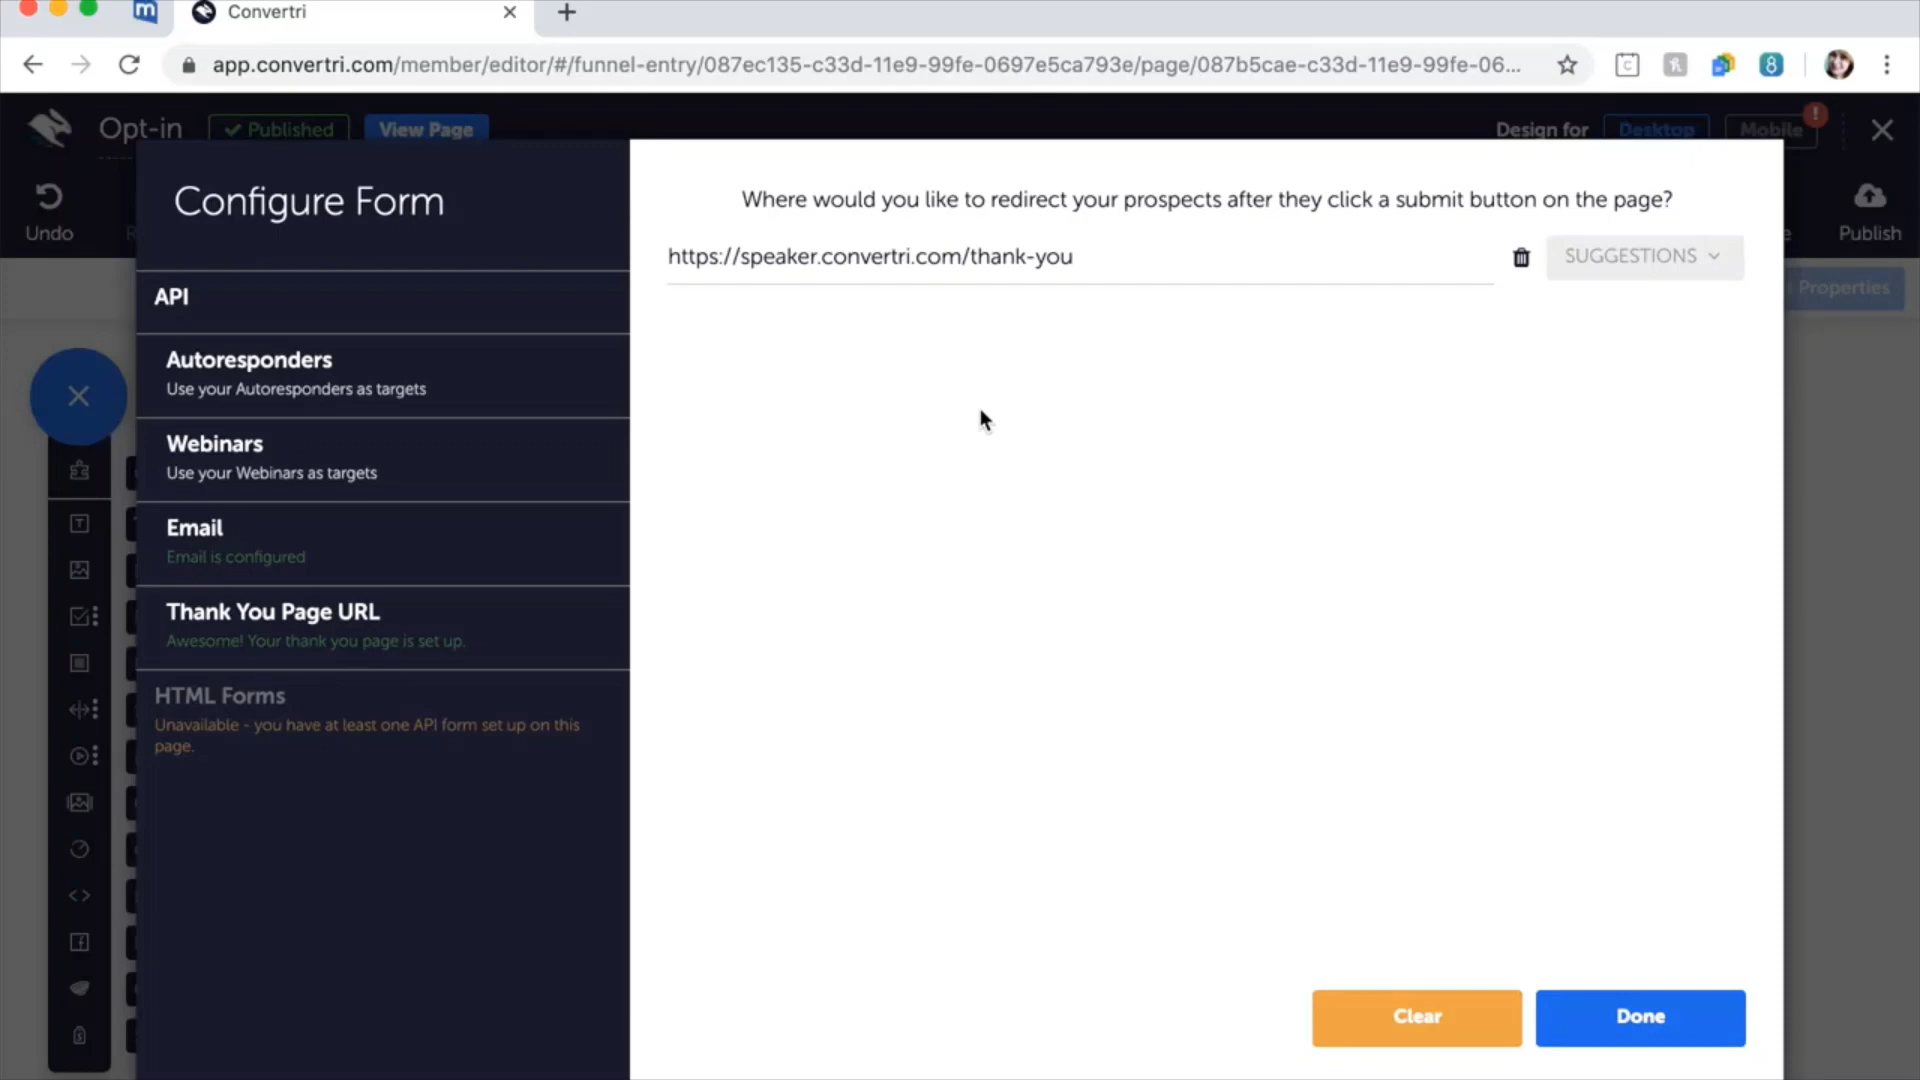 Convertri
app.convertri.com/member/editor/#/funnel-entry/087ec135-c33d-11e9-99fe-0697e5ca793e/page/087b5cae-c33d-11e9-99fe-06...
Opt-in
Published
View Page
Design for
Desktop
Mobile
!
Undo
Publish
Properties
Configure Form
API
Autoresponders
Use your Autoresponders as targets
Webinars
Use your Webinars as targets
Email
Email is configured
Thank You Page URL
Awesome! Your thank you page is set up.
HTML Forms
Unavailable - you have at least one API form set up on this
page.
Where would you like to redirect your prospects after they click a submit button on the page?
https://speaker.convertri.com/thank-you
SUGGESTIONS
Clear
Done